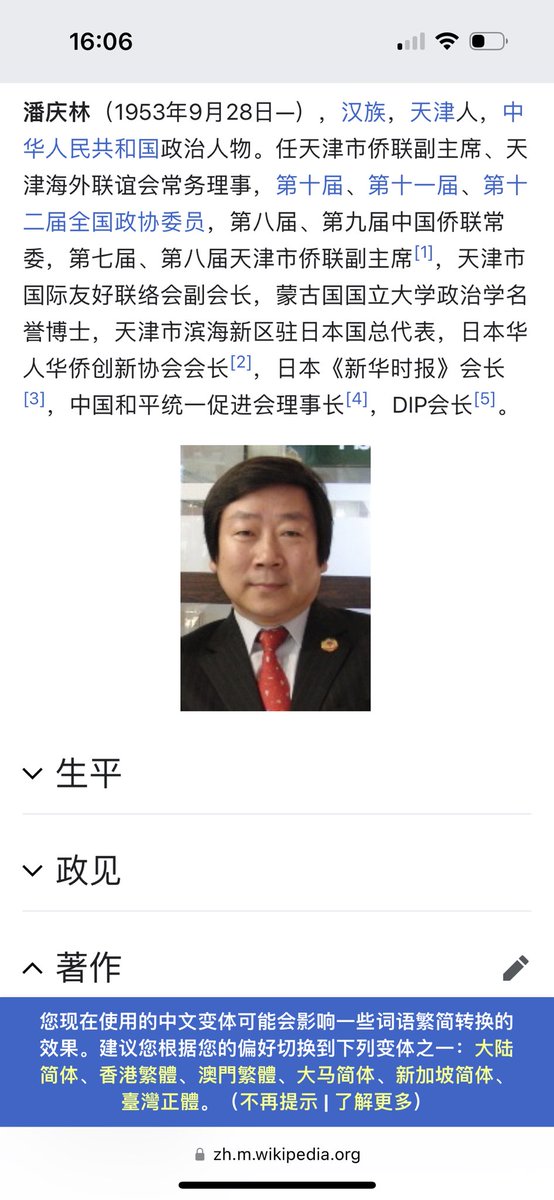 16:06
潘庆林（1953年9月28日—），汉族，天津人，中
华人民共和国政治人物。任天津市侨联副主席、天
津海外联谊会常务理事，第十届、第十一届、第十
二届全国政协委员，第八届、第九届中国侨联常
委，第七届、第八届天津市侨联副主席[1]，天津市
国际友好联络会副会长，蒙古国国立大学政治学名
誉博士，天津市滨海新区驻日本国总代表，日本华
人华侨创新协会会长[2]，日本《新华时报》会长
[3]，中国和平统一促进会理事长[4]，DIP会长[5]。
生平
政见
著作
您现在使用的中文变体可能会影响一些词语繁简转换的
效果。建议您根据您的偏好切换到下列变体之一：大陆
简体、香港繁體、澳門繁體、大马简体、新加坡简体、
臺灣正體。（不再提示 | 了解更多）
zh.m.wikipedia.org